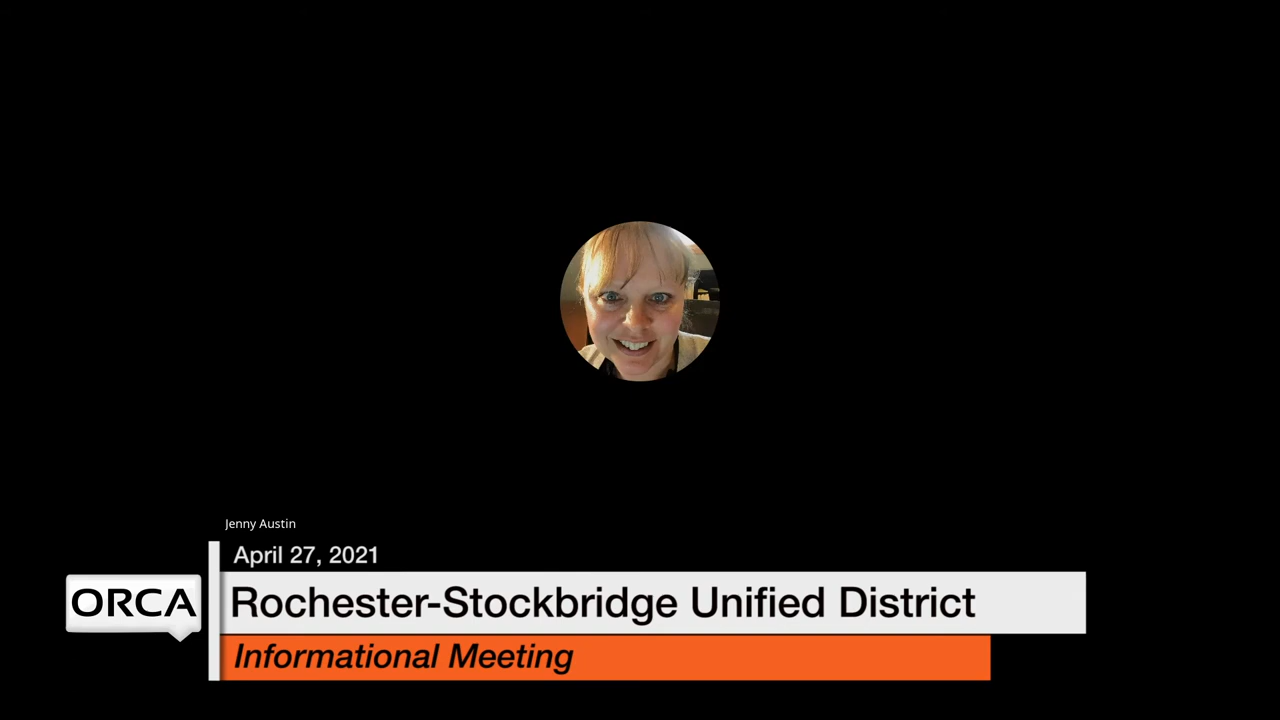 Jenny Austin
April 27, 2021
ORCA
Rochester-Stockbridge Unified District
Informational Meeting